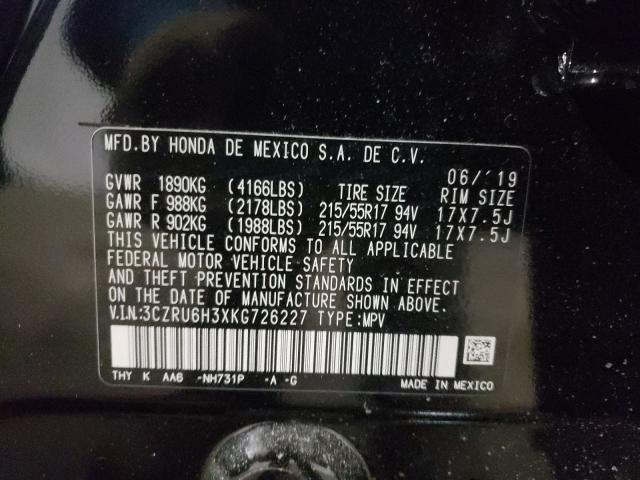 MFD.BY HONDA DE MEXICO S.A. DE C.V.
06/'19
GVWR 1890KG (4166LBS) TIRE SIZE RIM SIZE
GAWR F 988KG (2178LBS) 215/55R17 94V 17X7.5J
GAWR R 902KG (1988LBS) 215/55R17 94V 17X7.5J
THIS VEHICLE CONFORMS TO ALL APPLICABLE
FEDERAL MOTOR VEHICLE SAFETY
AND THEFT PREVENTION STANDARDS IN EFFECT
ON THE DATE OF MANUFACTURE SHOWN ABOVE.
V.I.N:3CZRU6H3XKG726227 TYPE:MPV
THY K AA6 -NH731P -A -G MADE IN MEXICO